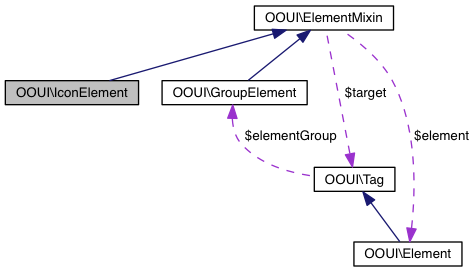 OOUI\ElementMixin
OOUI\IconElement
OOUI\GroupElement
$target
$elementGroup
$element
OOUI\Tag
OOUI\Element